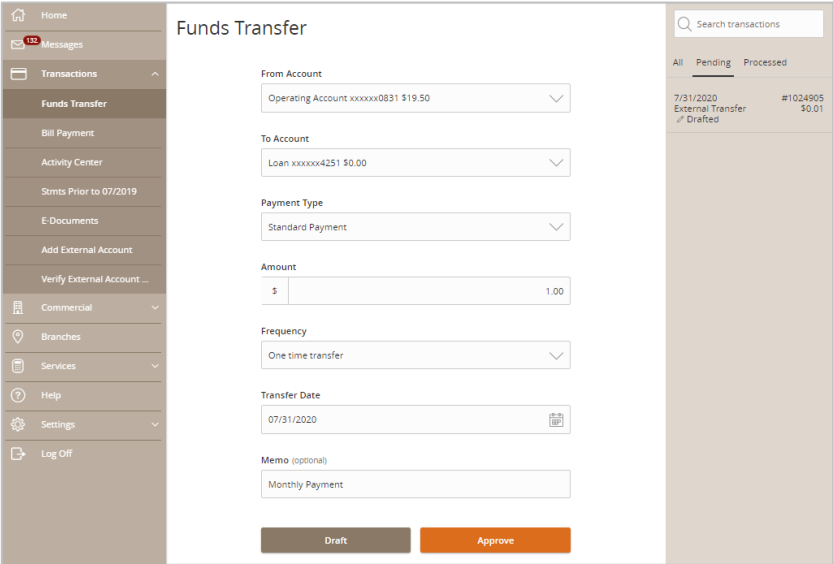 Home
132
Messages
Transactions
Funds Transfer
Bill Payment
Activity Center
Stmts Prior to 07/2019
E-Documents
Add External Account
Verify External Account ...
Commercial
Branches
Services
Help
Settings
Log Off
Funds Transfer
From Account
Operating Account xxxxxx0831 $19.50
To Account
Loan xxxxxx4251 $0.00
Payment Type
Standard Payment
Amount
$ 1.00
Frequency
One time transfer
Transfer Date
07/31/2020
Memo (optional)
Monthly Payment
Draft Approve
Search transactions
All Pending Processed
7/31/2020 #1024905
External Transfer $0.01
Drafted